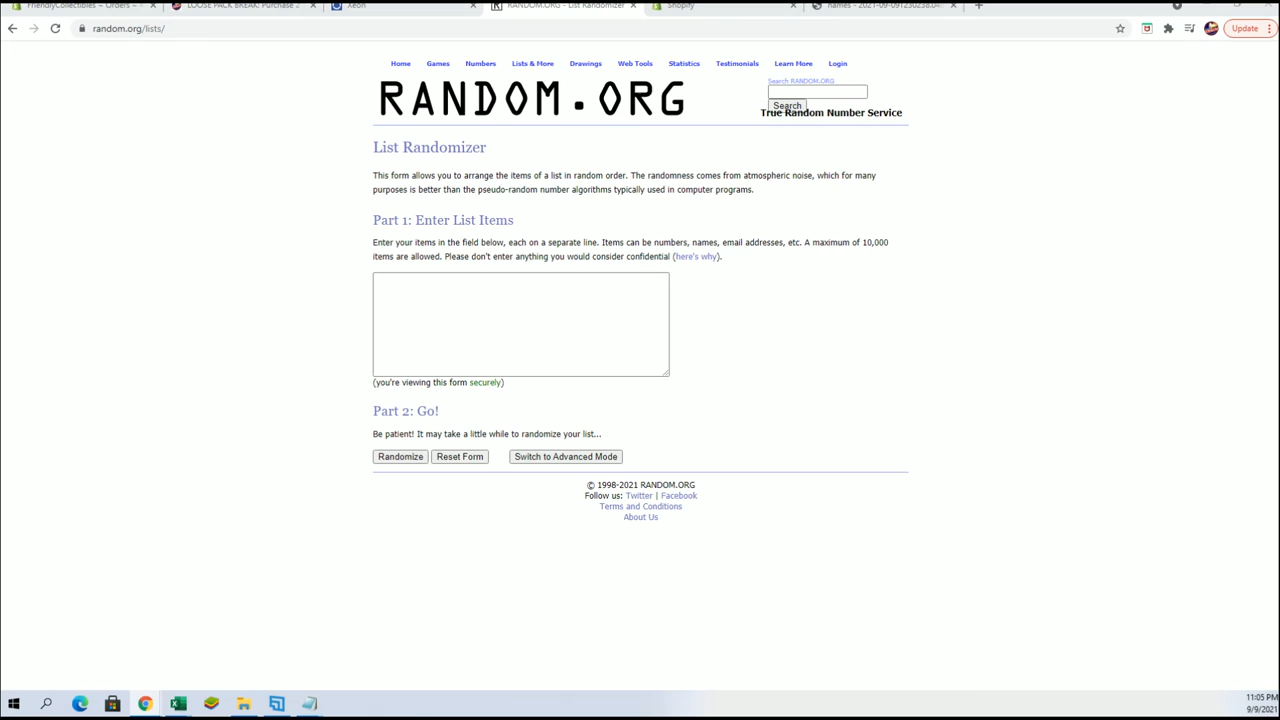 FriendlyCollectibles ~ Orders ~
LOOSE PACK BREAK: Purchase 2
Xeon
RANDOM.ORG - List Randomizer
Shopify
names - 2021-09-09T230238.04
random.org/lists/
Update
Home Games Numbers Lists & More Drawings Web Tools Statistics Testimonials Learn More Login
RANDOM.ORG
Search RANDOM.ORG
Search
True Random Number Service
List Randomizer
This form allows you to arrange the items of a list in random order. The randomness comes from atmospheric noise, which for many
purposes is better than the pseudo-random number algorithms typically used in computer programs.
Part 1: Enter List Items
Enter your items in the field below, each on a separate line. Items can be numbers, names, email addresses, etc. A maximum of 10,000
items are allowed. Please don't enter anything you would consider confidential (here's why).
(you're viewing this form securely)
Part 2: Go!
Be patient! It may take a little while to randomize your list...
Randomize Reset Form Switch to Advanced Mode
© 1998-2021 RANDOM.ORG
Follow us: Twitter | Facebook
Terms and Conditions
About Us
11:05 PM
9/9/2021